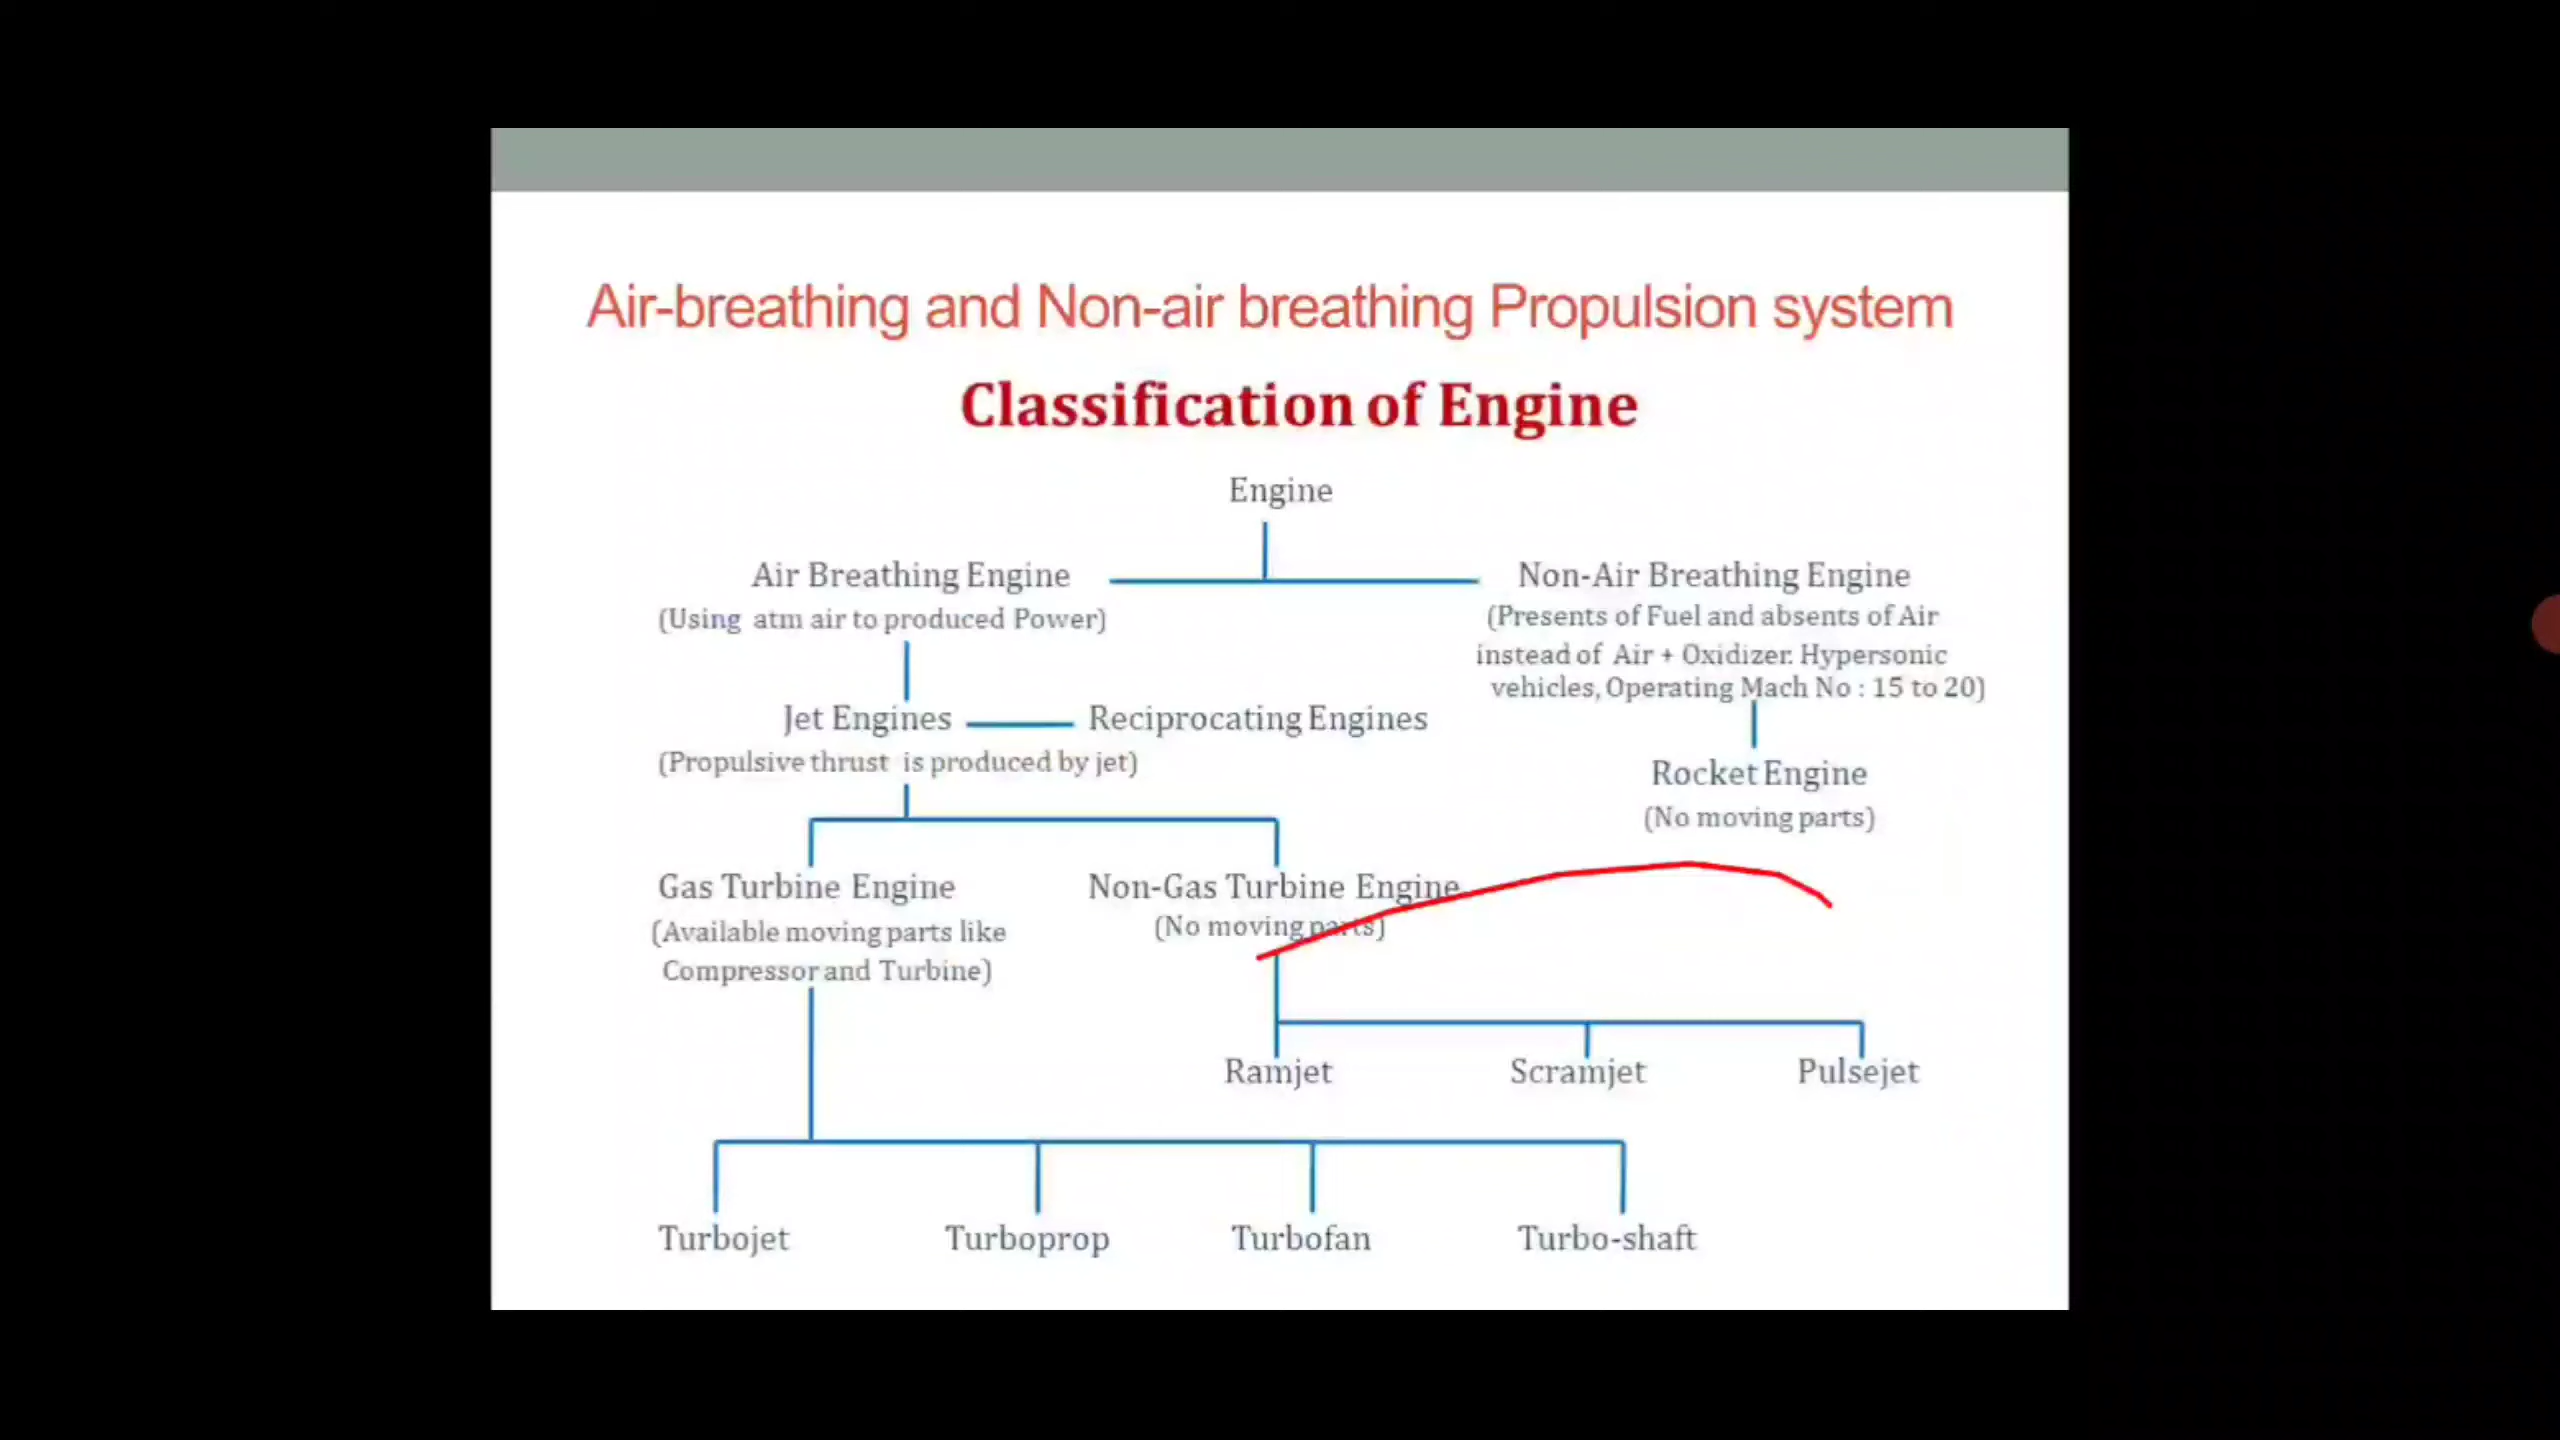 Air-breathing and Non-air breathing Propulsion system
Classification of Engine
Engine
Air Breathing Engine
(Using atm air to produced Power)
Non-Air Breathing Engine
(Presents of Fuel and absents of Air
instead of Air + Oxidizer. Hypersonic
vehicles, Operating Mach No : 15 to 20)
Jet Engines
(Propulsive thrust is produced by jet)
Reciprocating Engines
Rocket Engine
(No moving parts)
Gas Turbine Engine
(Available moving parts like
Compressor and Turbine)
Non-Gas Turbine Engine
(No moving parts)
Ramjet
Scramjet
Pulsejet
Turbojet
Turboprop
Turbofan
Turbo-shaft